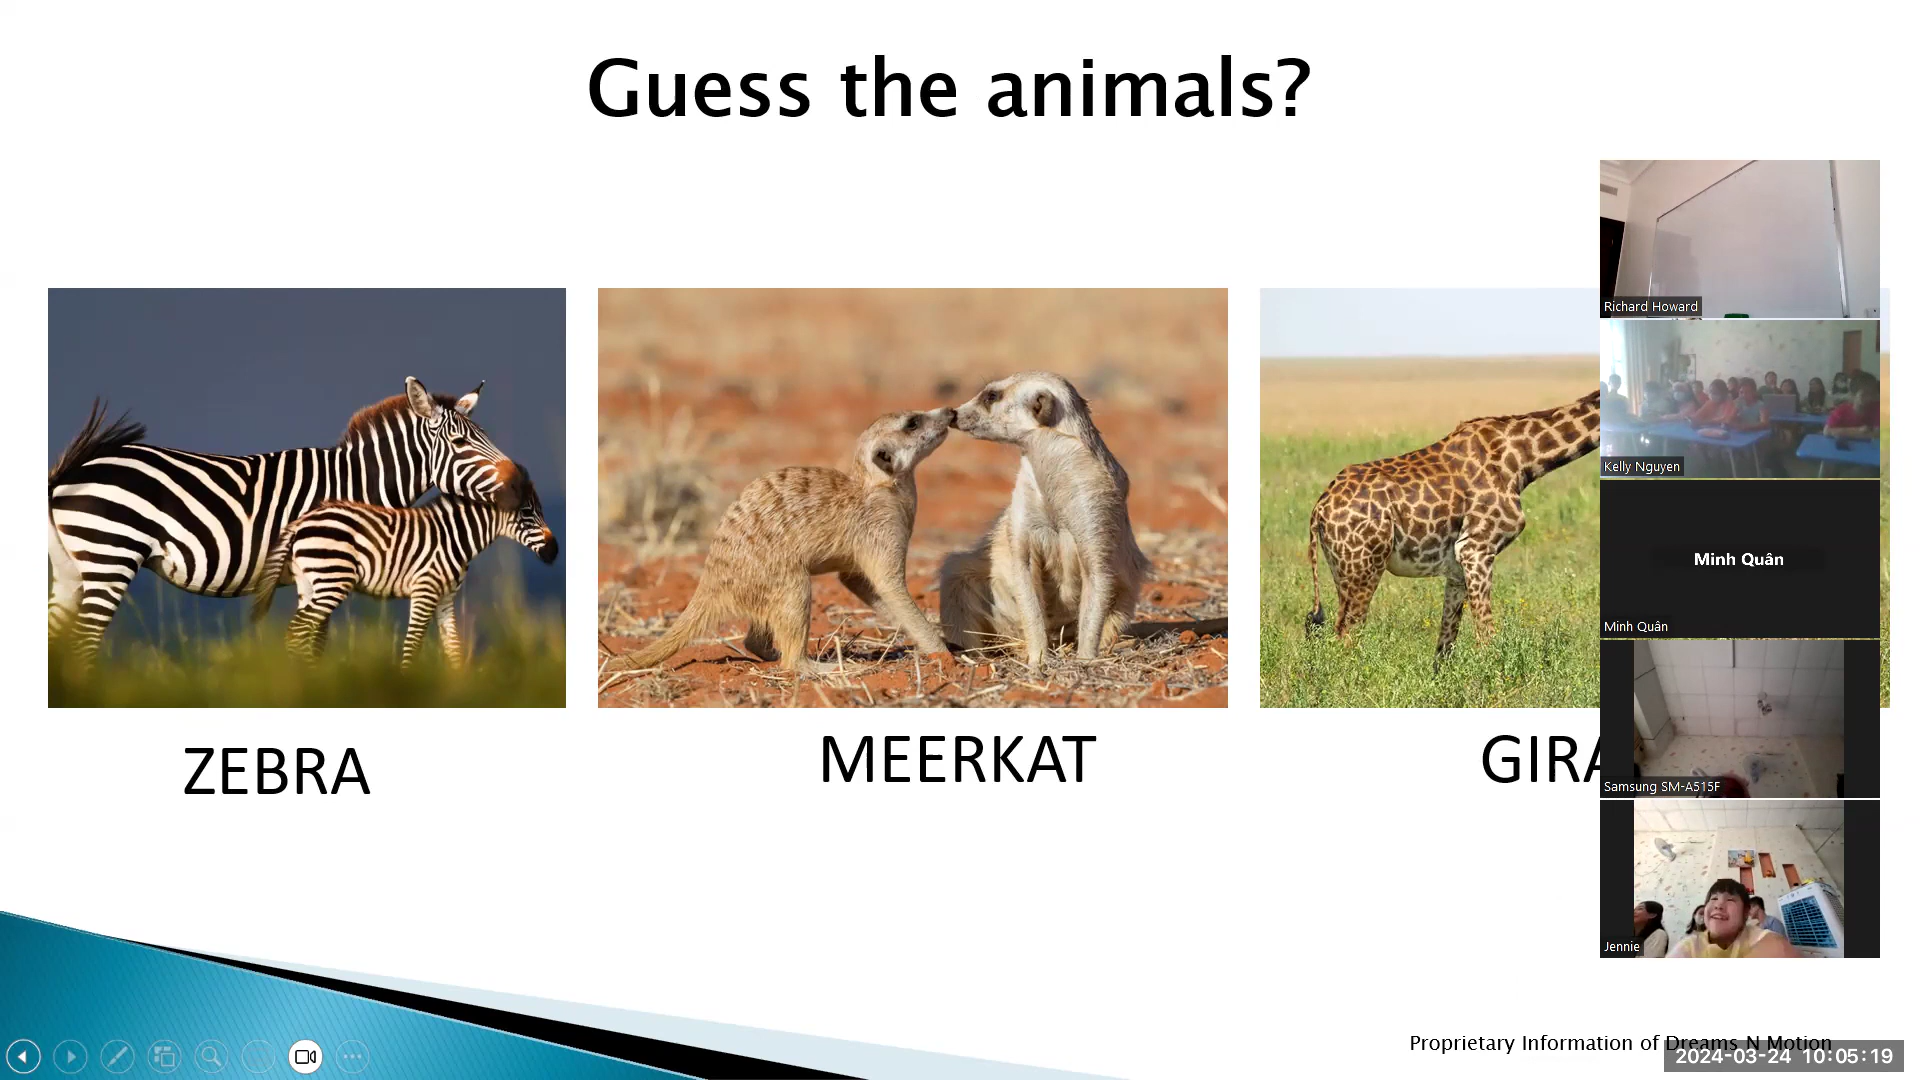 Guess the animals?
Richard Howard
Kelly Nguyen
Minh Quân
Minh Quân
ZEBRA
MEERKAT
GIRA
Samsung SM-A515F
Jennie
Proprietary Information of Dreams N Motion
2024-03-24 10:05:19